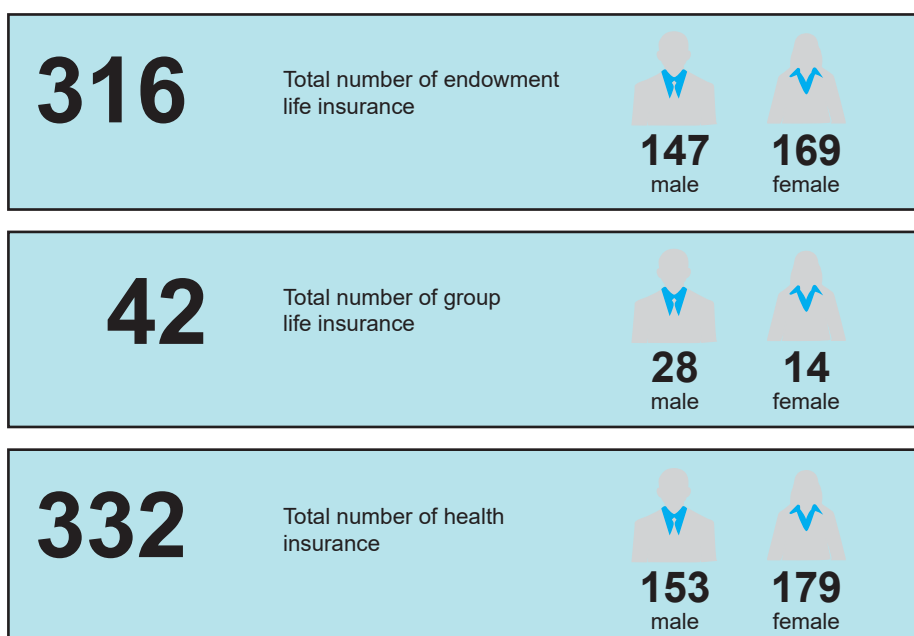 316
Total number of endowment
life insurance
147
male
169
female
42
Total number of group
life insurance
28
male
14
female
332
Total number of health
insurance
153
male
179
female